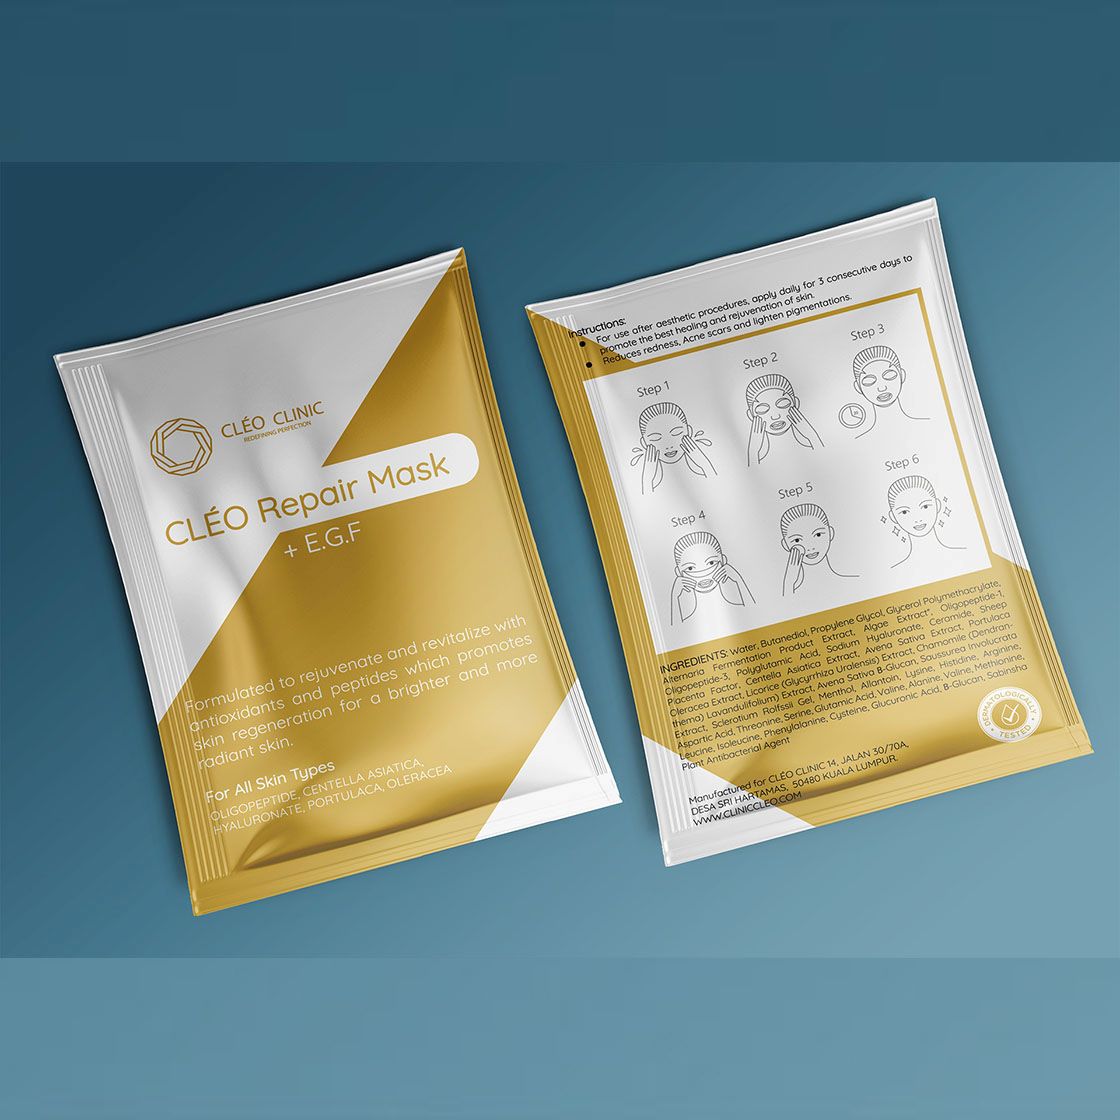 CLÉO CLINIC
REDEFINING PERFECTION
CLÉO Repair Mask
+ E.G.F
Formulated to rejuvenate and revitalize with
antioxidants and peptides which promotes
skin regeneration for a brighter and more
radiant skin.
For All Skin Types
OLIGOPEPTIDE, CENTELLA ASIATICA,
HYALURONATE, PORTULACA, OLERACEA
Instructions:
• For use after aesthetic procedures, apply daily for 3 consecutive days to
promote the best healing and rejuvenation of skin.
• Reduces redness, Acne scars and lighten pigmentations.
Step 1
Step 2
Step 3
Step 4
Step 5
Step 6
INGREDIENTS: Water, Butanediol, Propylene Glycol, Glycerol Polymethacrylate,
Alternaria Fermentation Product Extract, Algae Extract*, Oligopeptide-1,
Oligopeptide-3, Polyglutamic Acid, Sodium Hyaluronate, Ceramide, Sheep
Placenta Factor, Centella Asiatica Extract, Avena Sativa Extract, Portulaca
Oleracea Extract, Licorice (Glycyrrhiza Uralensis) Extract, Chamomile (Dendran-
thema) Lavandulifolium) Extract, Avena Sativa B-Glucan, Saussurea Involucrata
Extract, Sclerotium Rolfssii Gel, Menthol, Allantoin, Lysine, Histidine, Arginine,
Aspartic Acid, Threonine, Serine, Glutamic Acid, Valine, Alanine, Valine, Methionine,
Leucine, Isoleucine, Phenylalanine, Cysteine, Glucuronic Acid, B-Glucan, Sabinsha
Plant Antibacterial Agent
DERMATOLOGICALLY
TESTED
Manufactured for CLÉO CLINIC 14, JALAN 30/70A,
DESA SRI HARTAMAS, 50480 KUALA LUMPUR.
WWW.CLINICCLEO.COM